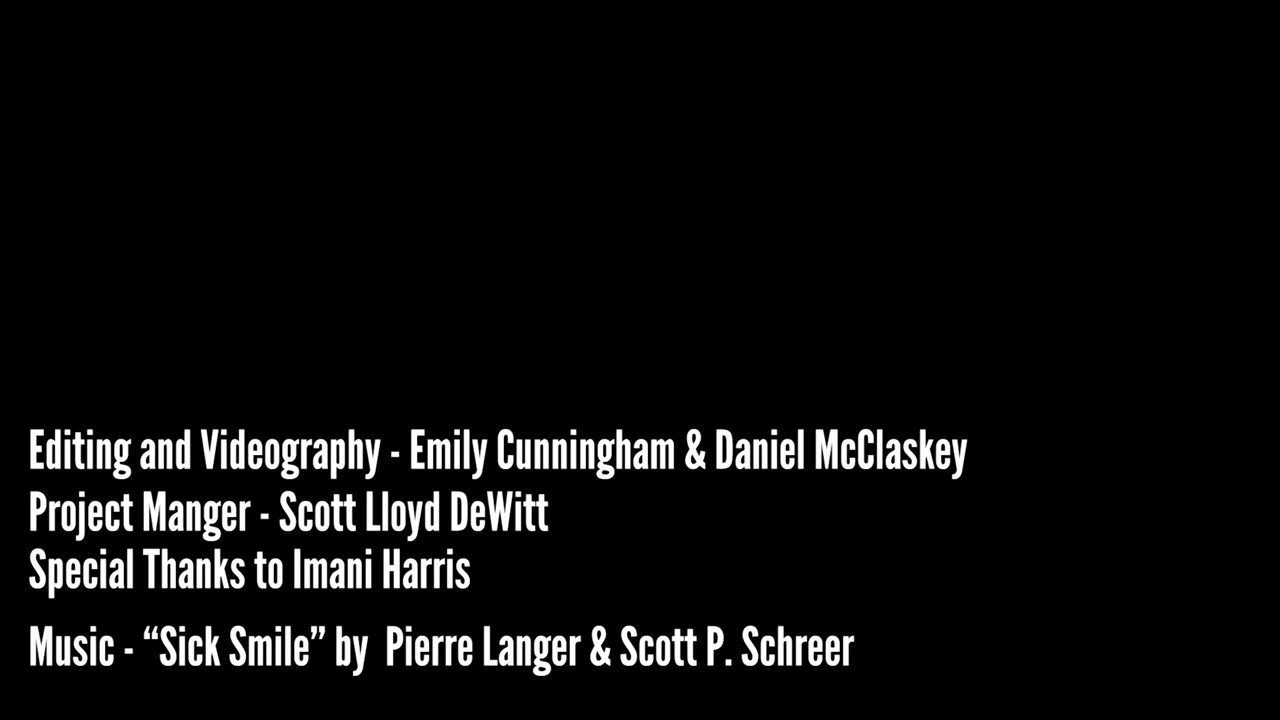 Editing and Videography - Emily Cunningham & Daniel McClaskey
Project Manger - Scott Lloyd DeWitt
Special Thanks to Imani Harris
Music - “Sick Smile” by  Pierre Langer & Scott P. Schreer